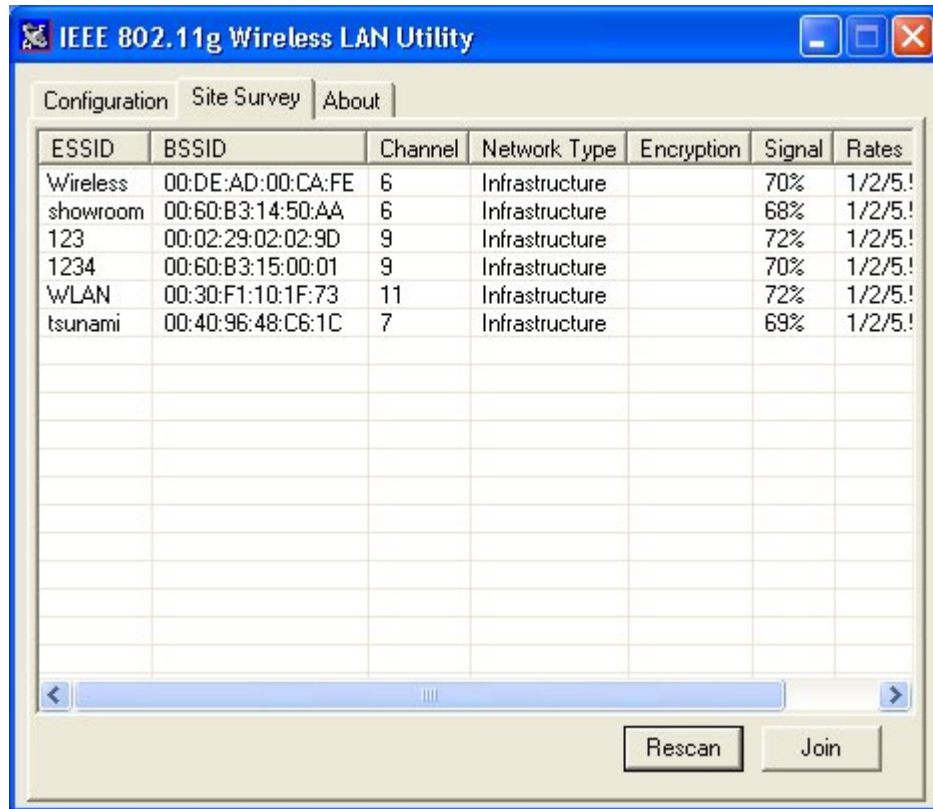 IEEE 802.11g Wireless LAN Utility
Configuration Site Survey About
ESSID BSSID Channel Network Type Encryption Signal Rates
Wireless 00:DE:AD:00:CA:FE 6 Infrastructure 70% 1/2/5.
showroom 00:60:B3:14:50:AA 6 Infrastructure 68% 1/2/5.
123 00:02:29:02:02:9D 9 Infrastructure 72% 1/2/5.
1234 00:60:B3:15:00:01 9 Infrastructure 70% 1/2/5.
WLAN 00:30:F1:10:1F:73 11 Infrastructure 72% 1/2/5.
tsunami 00:40:96:48:C6:1C 7 Infrastructure 69% 1/2/5.
Rescan Join